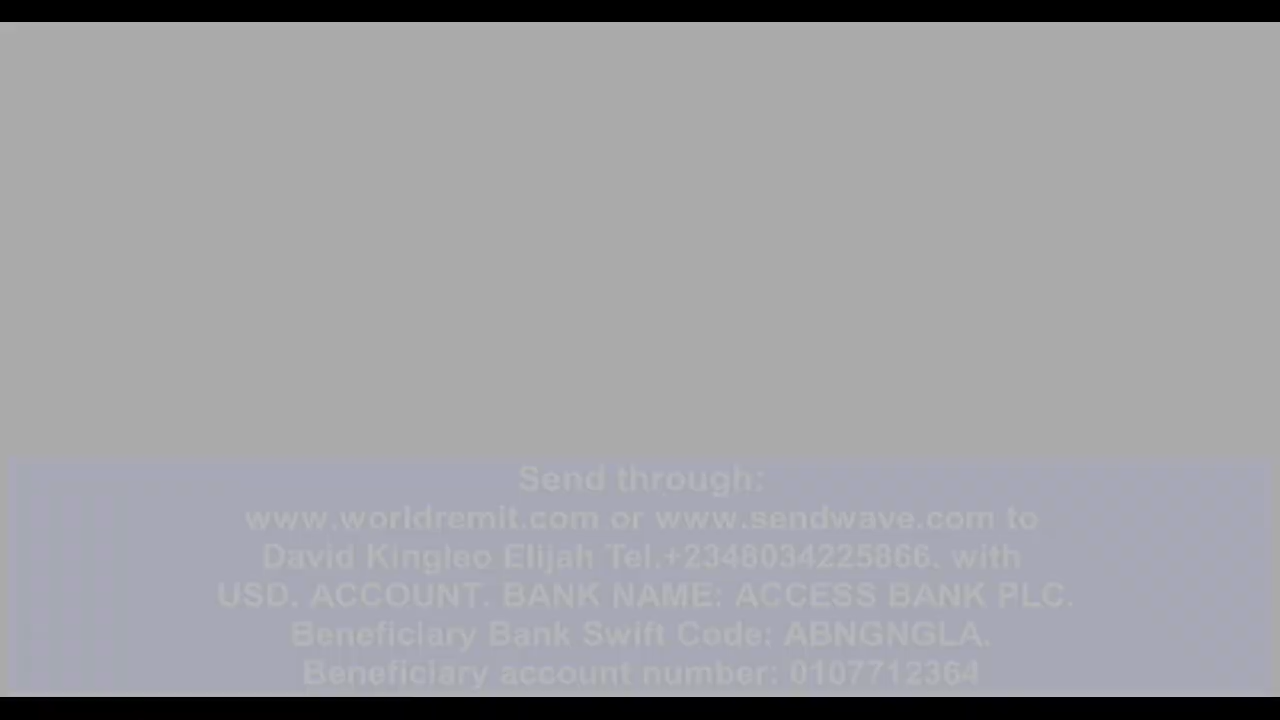 Send through:
www.worldremit.com or www.sendwave.com to
David Kingleo Elijah Tel.+2348034225866. with
USD. ACCOUNT. BANK NAME: ACCESS BANK PLC.
Beneficiary Bank Swift Code: ABNGNGLA.
Beneficiary account number: 0107712364